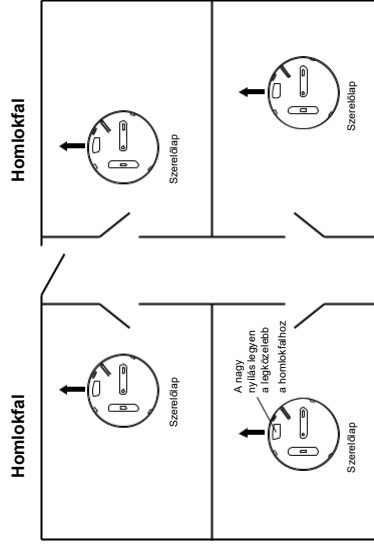 Homlokfal
Homlokfal
Szerelőlap
Szerelőlap
A nagy
nyílás legyen
a legközelebb
a homlokfalhoz
Szerelőlap
Szerelőlap